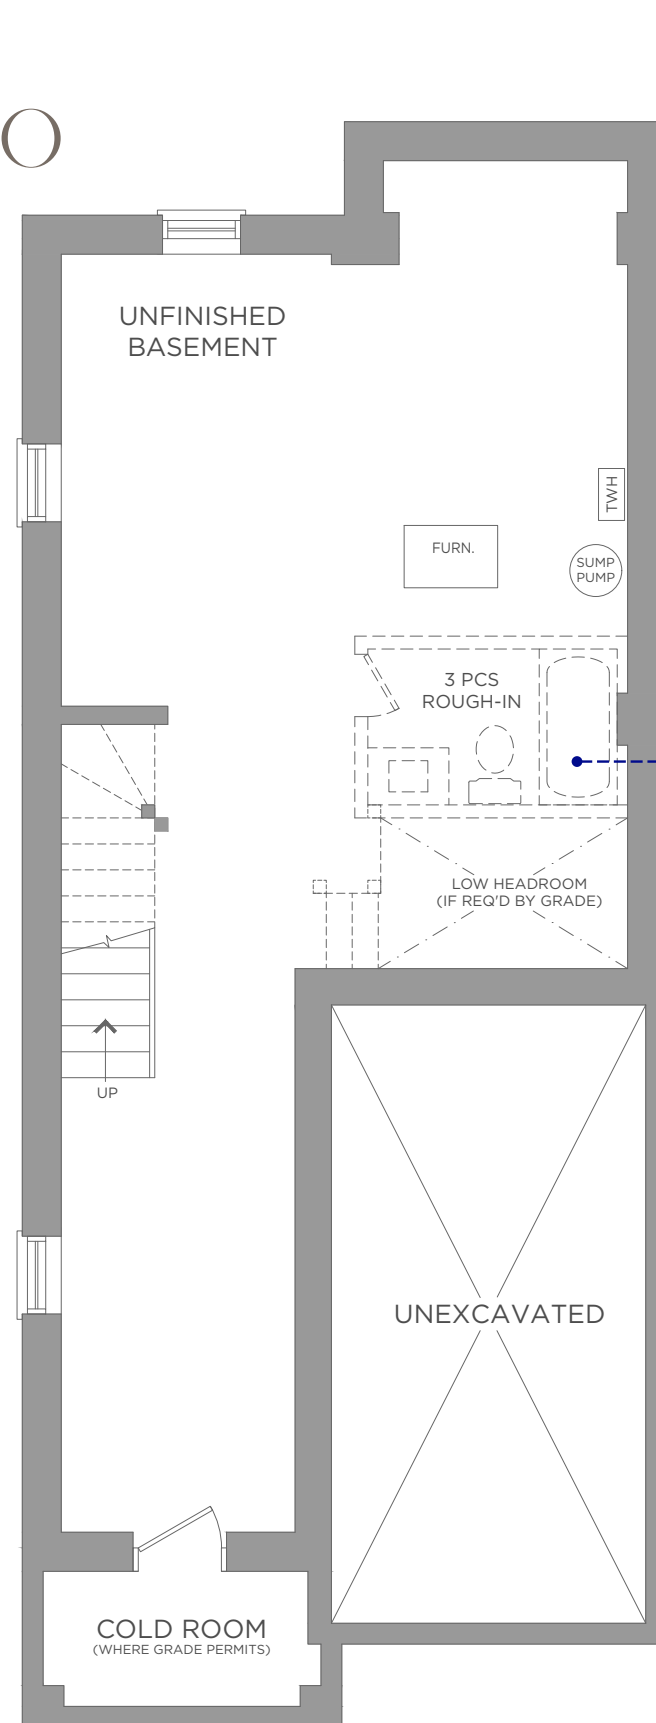 O
UNFINISHED
BASEMENT
TWH
FURN.
SUMP
PUMP
3 PCS
ROUGH-IN
LOW HEADROOM
(IF REQ'D BY GRADE)
UP
UNEXCAVATED
COLD ROOM
(WHERE GRADE PERMITS)